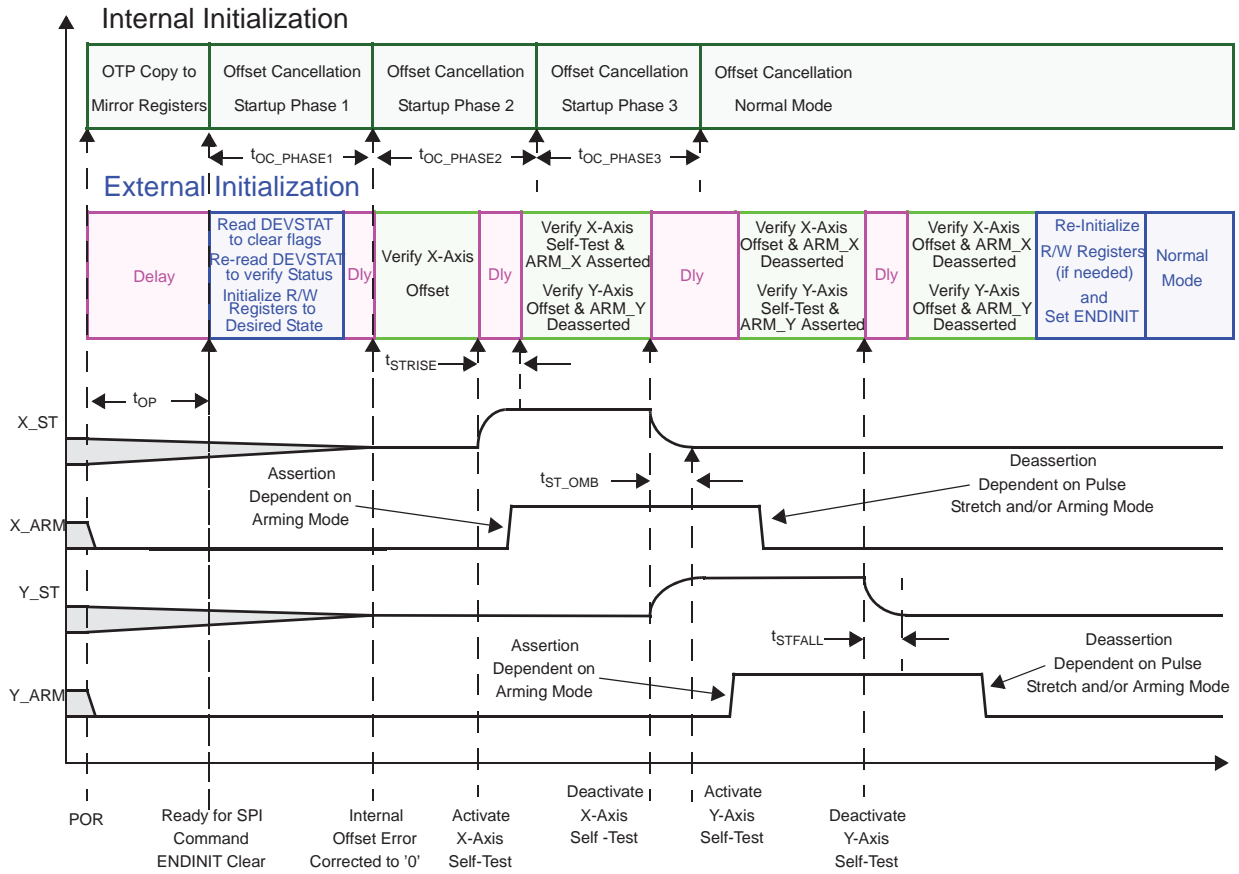 Internal Initialization
OTP Copy to
Mirror Registers
Offset Cancellation
Startup Phase 1
Offset Cancellation
Startup Phase 2
Offset Cancellation
Startup Phase 3
Offset Cancellation
Normal Mode
tOC_PHASE1
tOC_PHASE2
tOC_PHASE3
External Initialization
Delay
Read DEVSTAT
to clear flags
Re-read DEVSTAT
to verify Status
Initialize R/W
Registers to
Desired State
Dly
Verify X-Axis
Offset
Dly
Verify X-Axis
Self-Test &
ARM_X Asserted
Verify Y-Axis
Offset & ARM_Y
Deasserted
Dly
Verify X-Axis
Offset & ARM_X
Deasserted
Verify Y-Axis
Self-Test &
ARM_Y Asserted
Dly
Verify X-Axis
Offset & ARM_X
Deasserted
Verify Y-Axis
Offset & ARM_Y
Deasserted
Re-Initialize
R/W Registers
(if needed)
and
Set ENDINIT
Normal
Mode
tSTRISE
tOP
X_ST
Assertion
Dependent on
Arming Mode
tST_OMB
Deassertion
Dependent on Pulse
Stretch and/or Arming Mode
X_ARM
Y_ST
Assertion
Dependent on
Arming Mode
tSTFALL
Deassertion
Dependent on Pulse
Stretch and/or Arming Mode
Y_ARM
POR
Ready for SPI
Command
ENDINIT Clear
Internal
Offset Error
Corrected to '0'
Activate
X-Axis
Self-Test
Deactivate
X-Axis
Self -Test
Activate
Y-Axis
Self-Test
Deactivate
Y-Axis
Self-Test